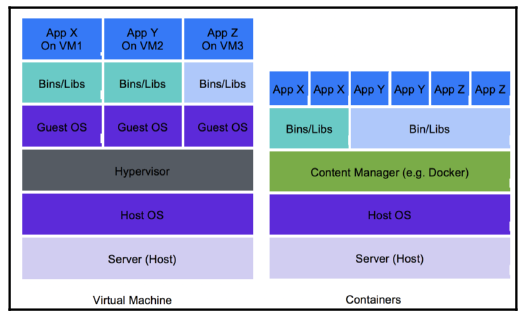 App X
On VM1
App Y
On VM2
App Z
On VM3
Bins/Libs
Bins/Libs
Bins/Libs
Guest OS
Guest OS
Guest OS
Hypervisor
Host OS
Server (Host)
Virtual Machine
App X
App X
App Y
App Y
App Z
App Z
Bins/Libs
Bin/Libs
Content Manager (e.g. Docker)
Host OS
Server (Host)
Containers